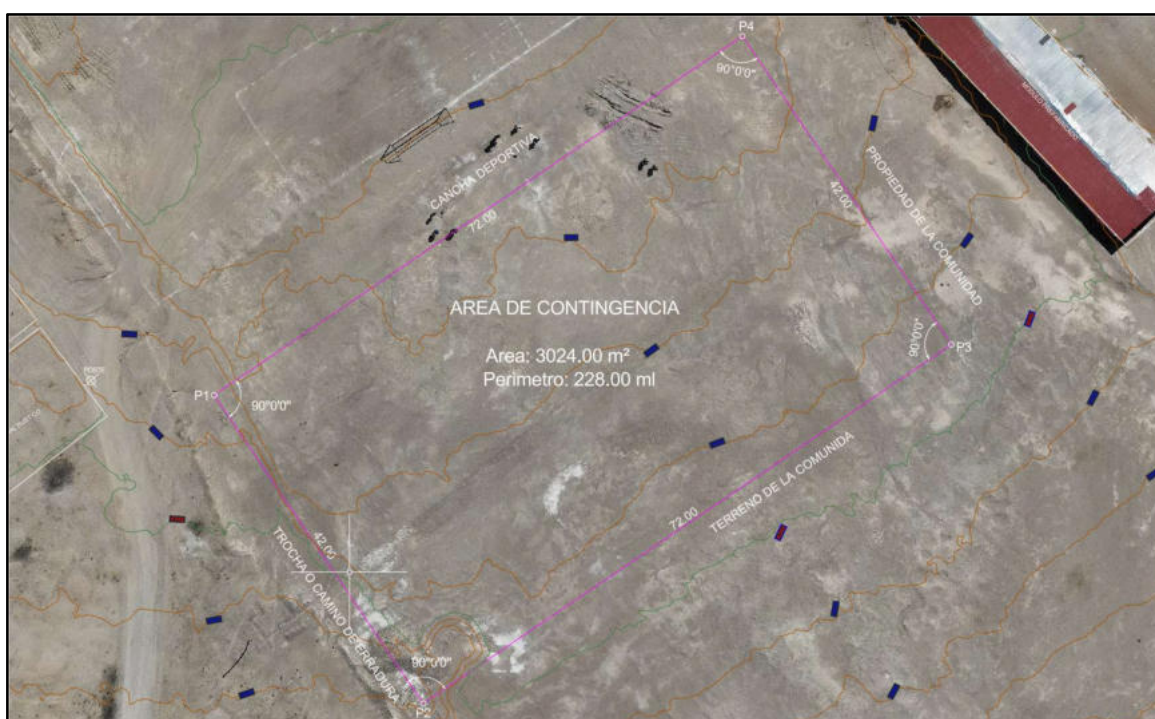 P4
90°0'0"
CANCHA DEPORTIVA
72.00
PROPIEDAD DE LA COMUNIDAD
42.00
AREA DE CONTINGENCIA
Area: 3024.00 m²
Perimetro: 228.00 ml
90°0'0"
P3
POSTE
P1
90°0'0"
TERRENO DE LA COMUNIDA
72.00
42.00
TROCHA O CAMINO DE ERRADURA
90°0'0"